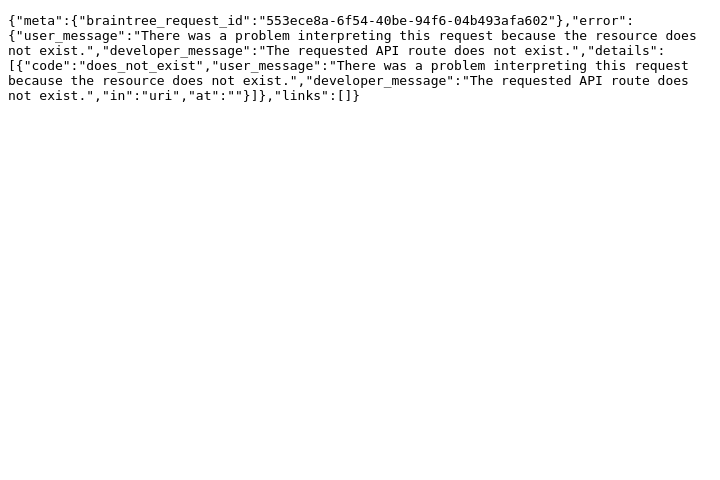 {"meta":{"braintree_request_id":"553ece8a-6f54-40be-94f6-04b493afa602"},"error":
{"user_message":"There was a problem interpreting this request because the resource does
not exist.","developer_message":"The requested API route does not exist.","details":
[{"code":"does_not_exist","user_message":"There was a problem interpreting this request
because the resource does not exist.","developer_message":"The requested API route does
not exist.","in":"uri","at":""}]},"links":[]}